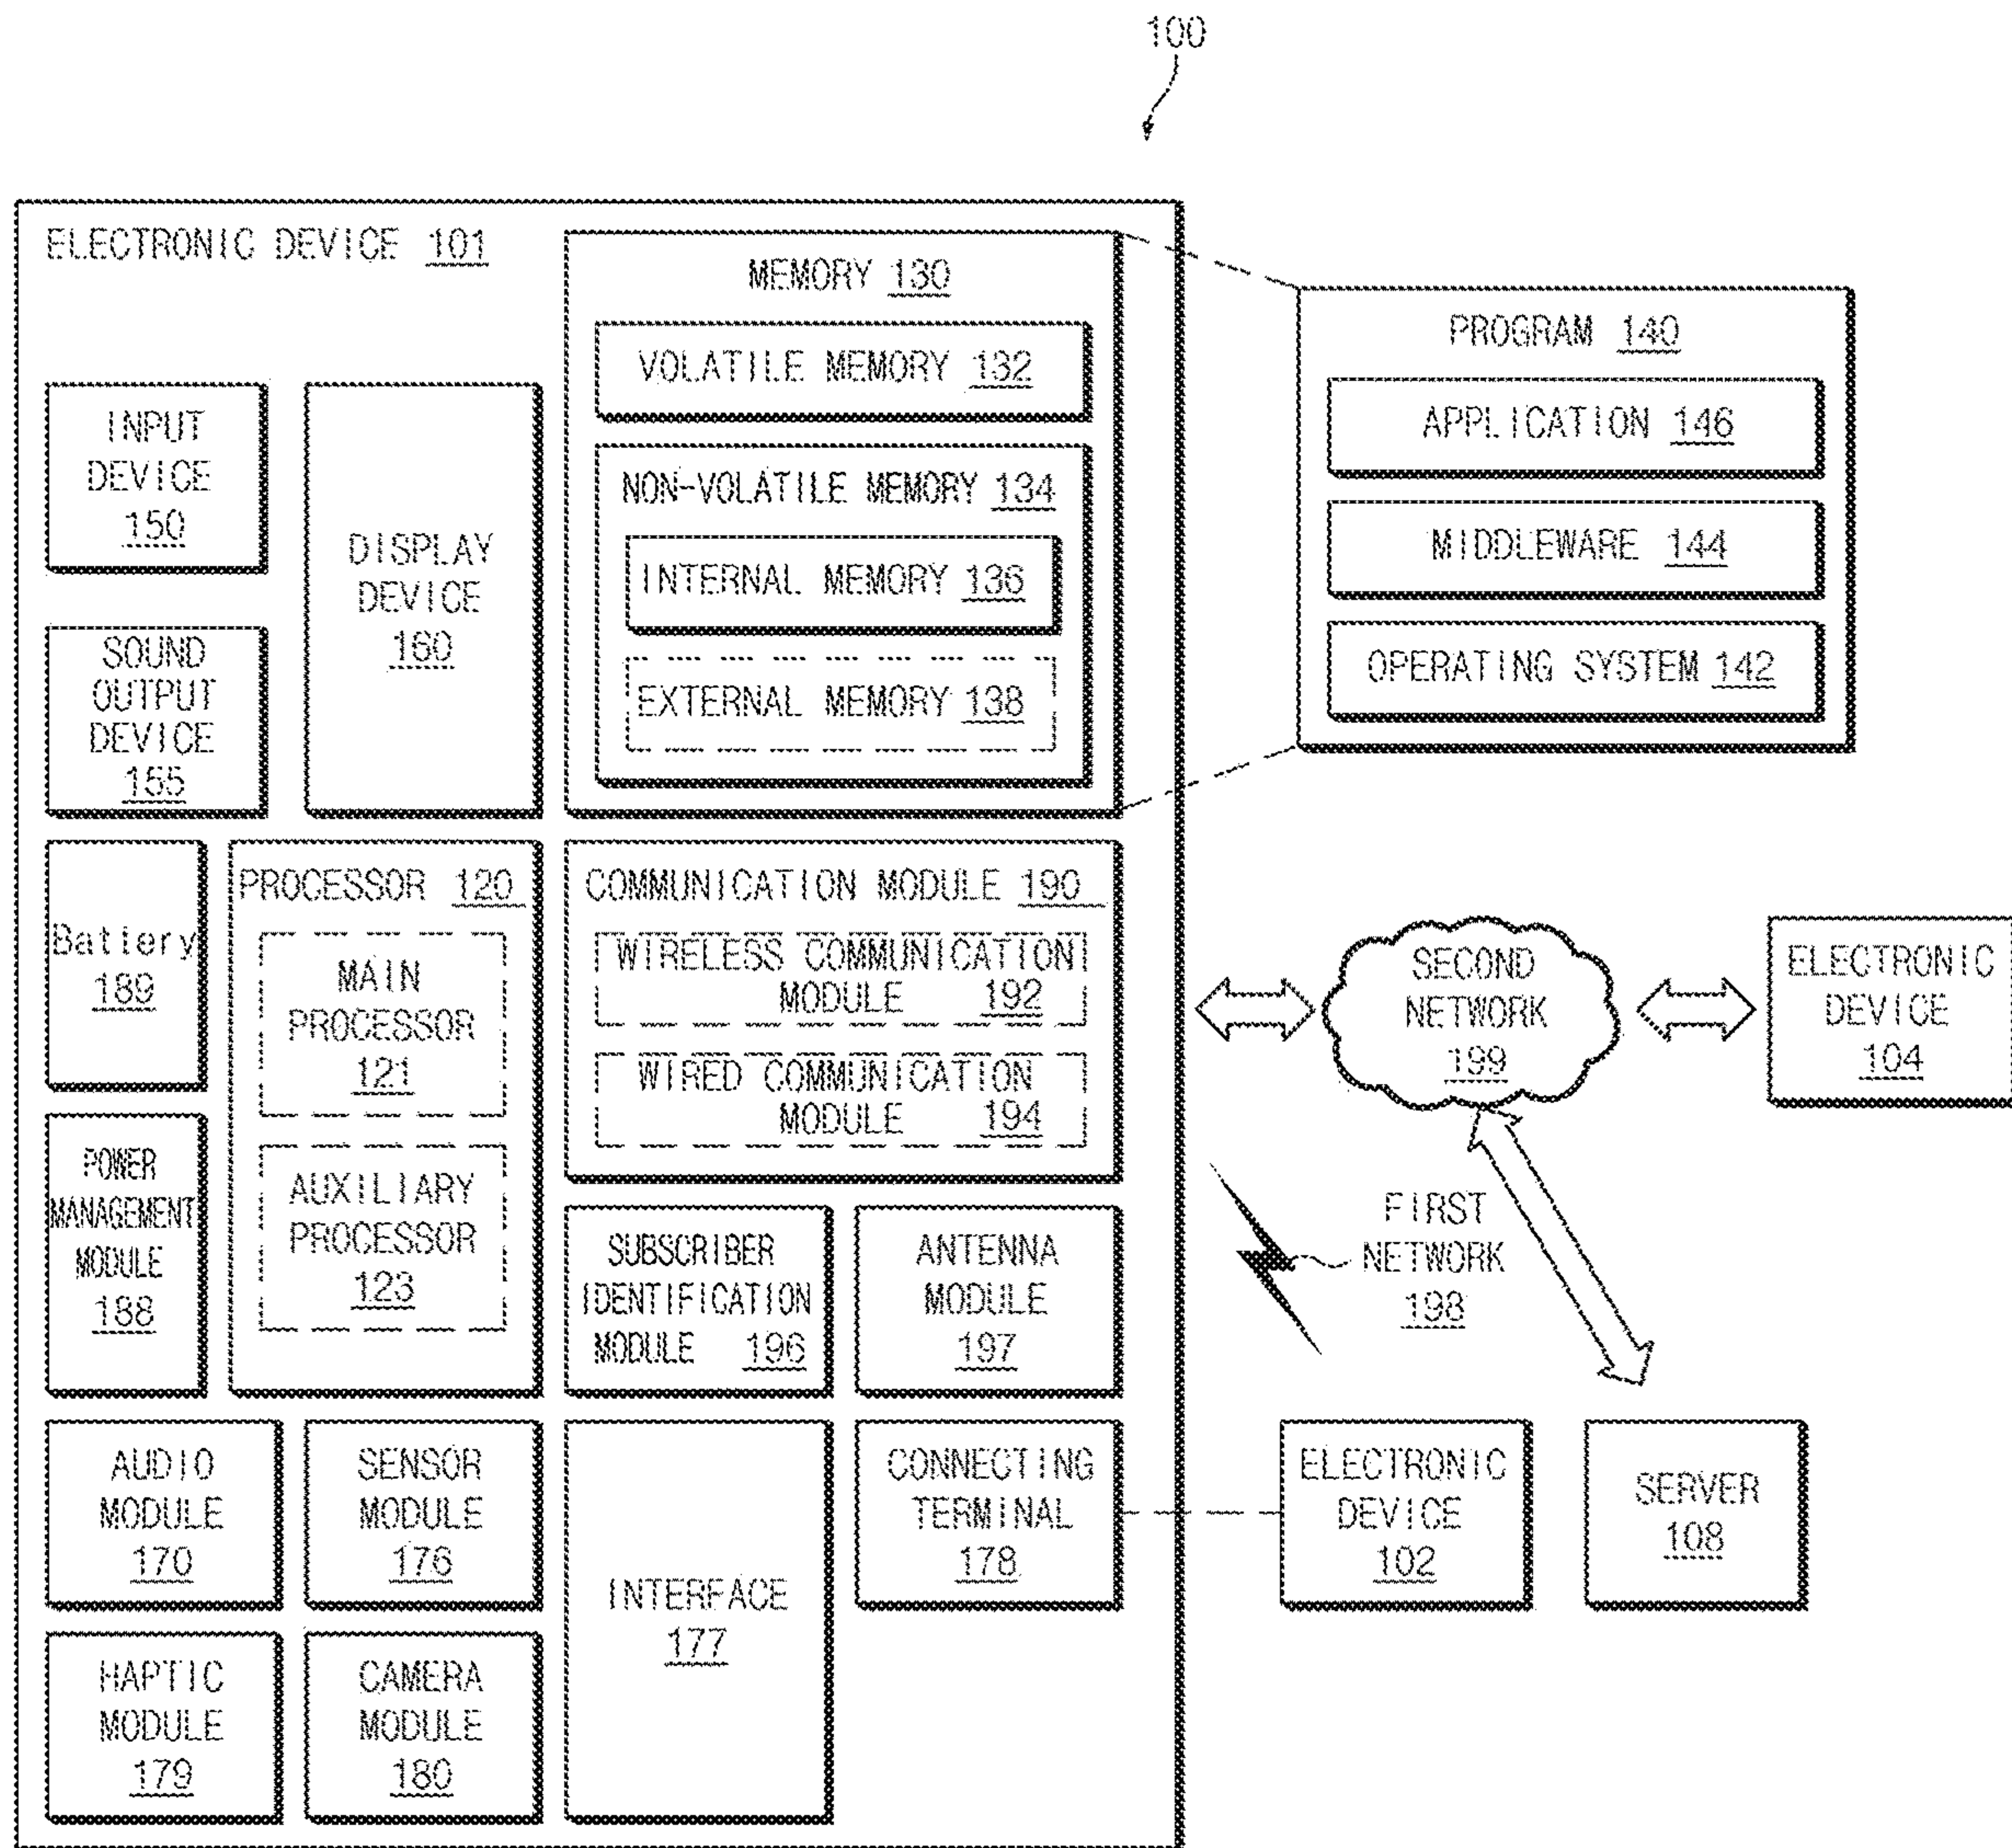 100
ELECTRONIC DEVICE 101
MEMORY 130
VOLATILE MEMORY 132
NON-VOLATILE MEMORY 134
INTERNAL MEMORY 136
EXTERNAL MEMORY 138
PROGRAM 140
APPLICATION 146
MIDDLEWARE 144
OPERATING SYSTEM 142
INPUT
DEVICE
150
DISPLAY
DEVICE
160
SOUND
OUTPUT
DEVICE
155
Battery
189
PROCESSOR 120
MAIN
PROCESSOR
121
AUXILIARY
PROCESSOR
123
COMMUNICATION MODULE 190
WIRELESS COMMUNICATION
MODULE 192
WIRED COMMUNICATION
MODULE 194
SECOND
NETWORK
199
ELECTRONIC
DEVICE
104
POWER
MANAGEMENT
MODULE
188
SUBSCRIBER
IDENTIFICATION
MODULE 196
ANTENNA
MODULE
197
FIRST
NETWORK
198
AUDIO
MODULE
170
SENSOR
MODULE
176
INTERFACE
177
CONNECTING
TERMINAL
178
ELECTRONIC
DEVICE
102
SERVER
108
HAPTIC
MODULE
179
CAMERA
MODULE
180